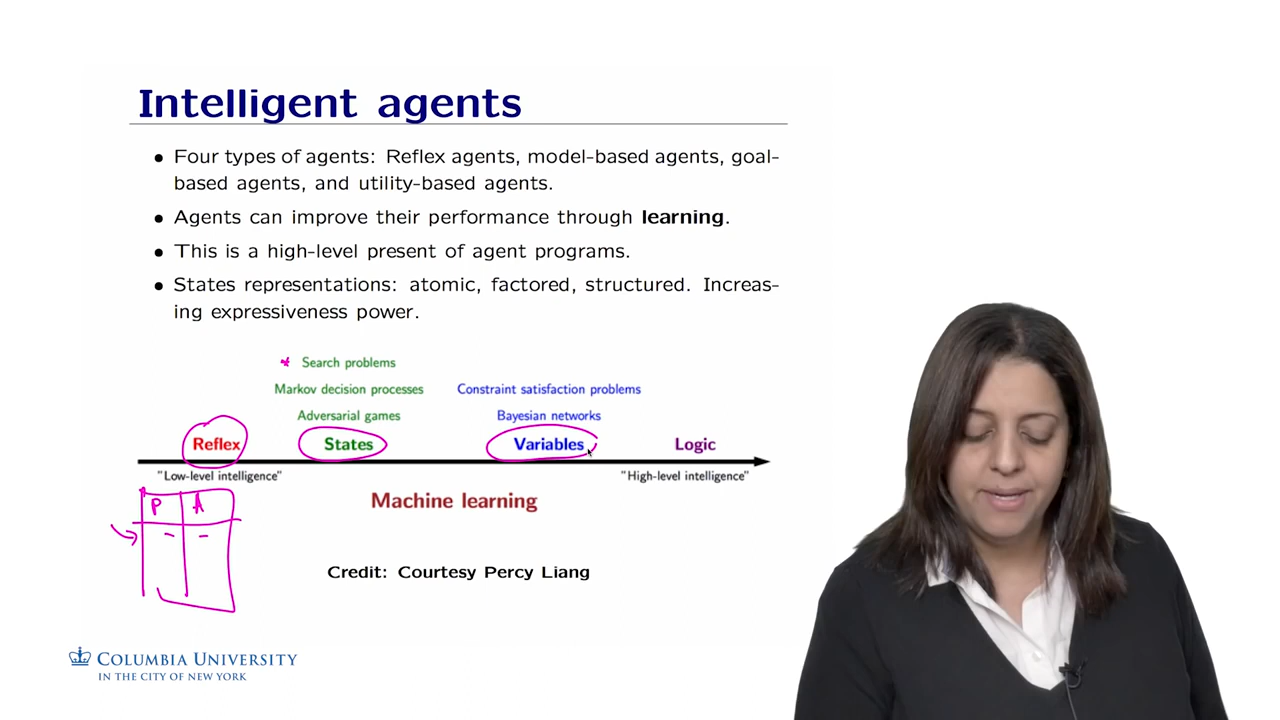 Intelligent agents
• Four types of agents: Reflex agents, model-based agents, goal-
based agents, and utility-based agents.
• Agents can improve their performance through learning.
• This is a high-level present of agent programs.
• States representations: atomic, factored, structured. Increas-
ing expressiveness power.
* Search problems
Markov decision processes Constraint satisfaction problems
Adversarial games Bayesian networks
Reflex States Variables Logic
"Low-level intelligence" "High-level intelligence"
Machine learning
P A
- -
Credit: Courtesy Percy Liang
COLUMBIA UNIVERSITY
IN THE CITY OF NEW YORK